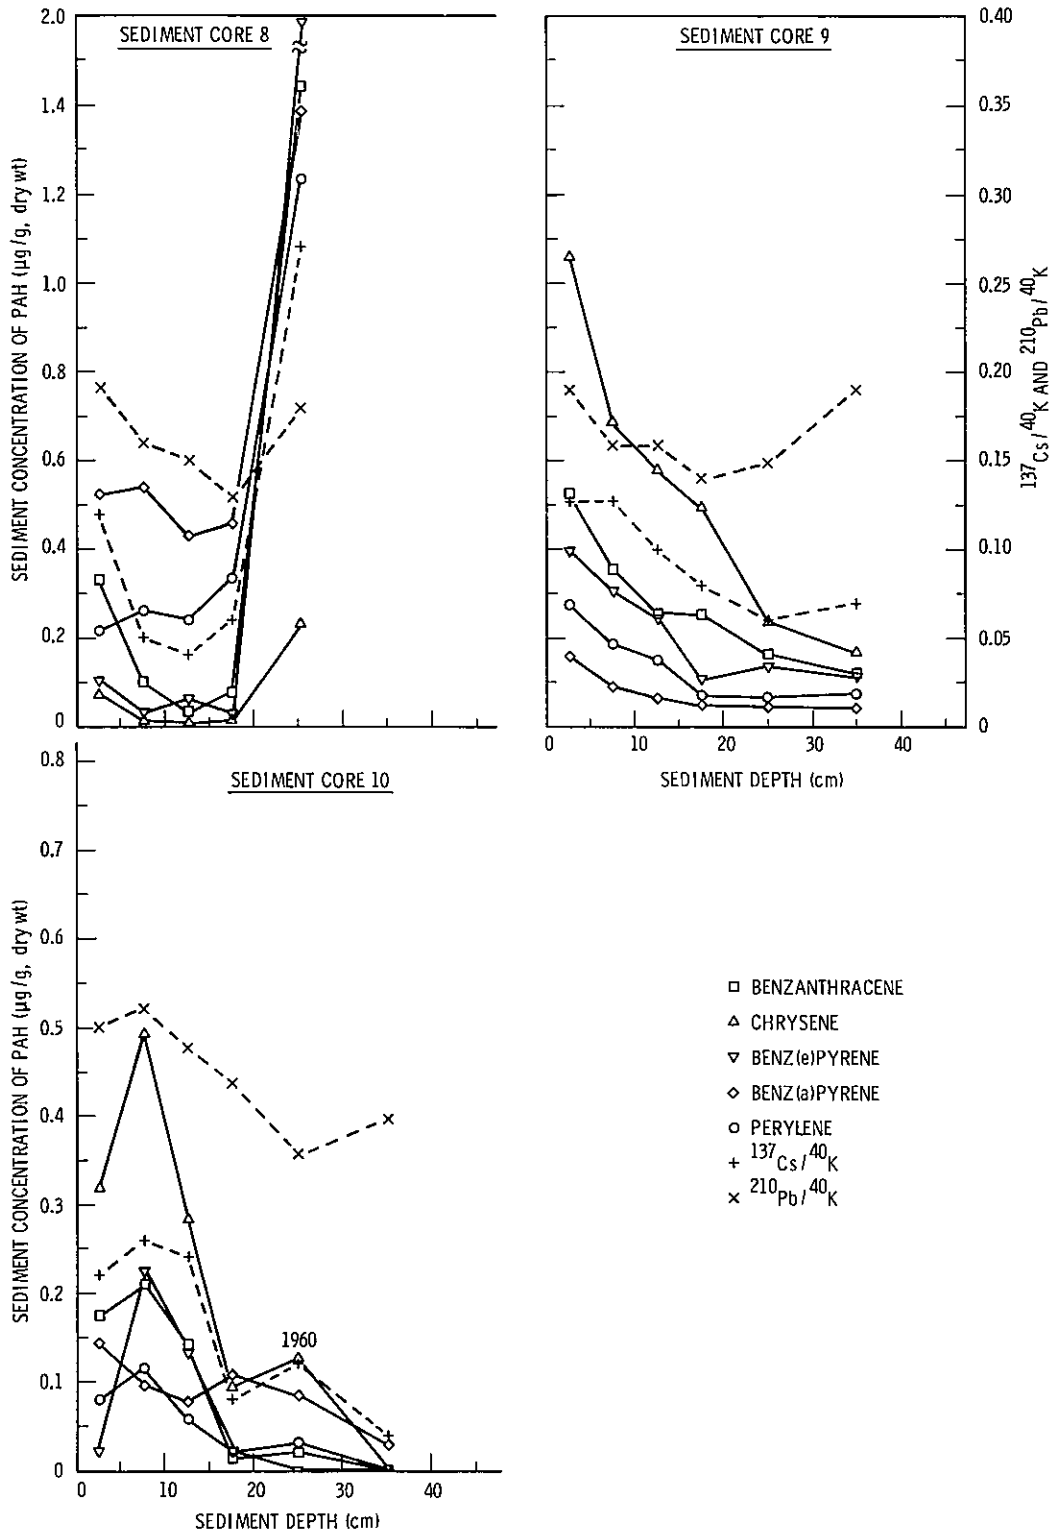 SEDIMENT CORE 8
2.0
1.4
1.2
1.0
0.8
0.6
0.4
0.2
0
SEDIMENT CONCENTRATION OF PAH (µg/g, dry wt)
SEDIMENT CORE 9
0.40
0.35
0.30
0.25
0.20
0.15
0.10
0.05
0
137Cs/40K AND 210Pb/40K
0 10 20 30 40
SEDIMENT DEPTH (cm)
SEDIMENT CORE 10
0.8
0.7
0.6
0.5
0.4
0.3
0.2
0.1
0
SEDIMENT CONCENTRATION OF PAH (µg/g, dry wt)
1960
0 10 20 30 40
SEDIMENT DEPTH (cm)
BENZANTHRACENE
CHRYSENE
BENZ(e)PYRENE
BENZ(a)PYRENE
PERYLENE
137Cs/40K
210Pb/40K